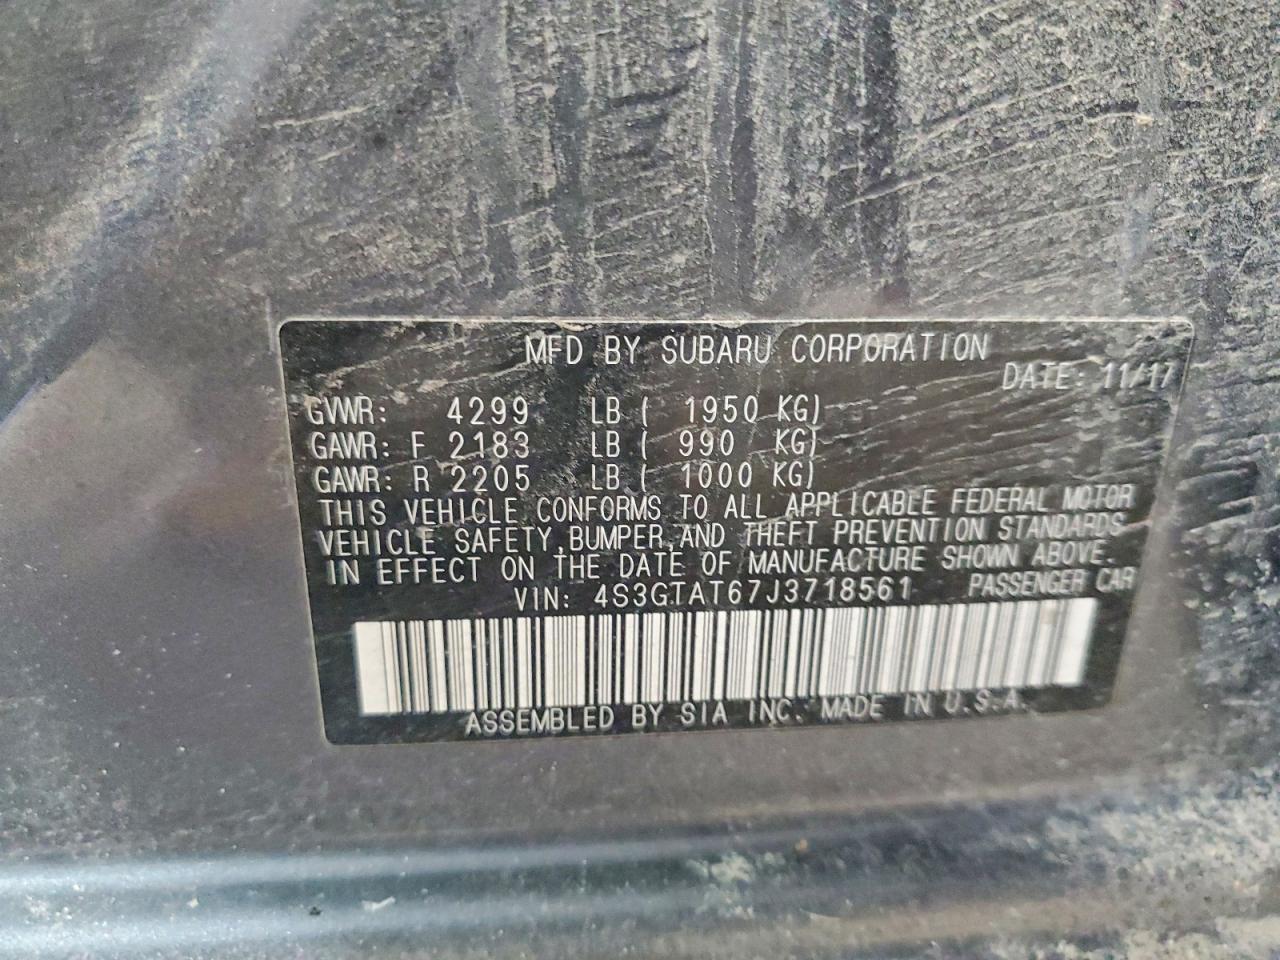 MFD BY SUBARU CORPORATION
DATE: 11/17
GVWR: 4299 LB ( 1950 KG)
GAWR: F 2183 LB ( 990 KG)
GAWR: R 2205 LB ( 1000 KG)
THIS VEHICLE CONFORMS TO ALL APPLICABLE FEDERAL MOTOR
VEHICLE SAFETY,BUMPER,AND THEFT PREVENTION STANDARDS
IN EFFECT ON THE DATE OF MANUFACTURE SHOWN ABOVE.
VIN: 4S3GTAT67J3718561 PASSENGER CAR
ASSEMBLED BY SIA INC. MADE IN U.S.A.